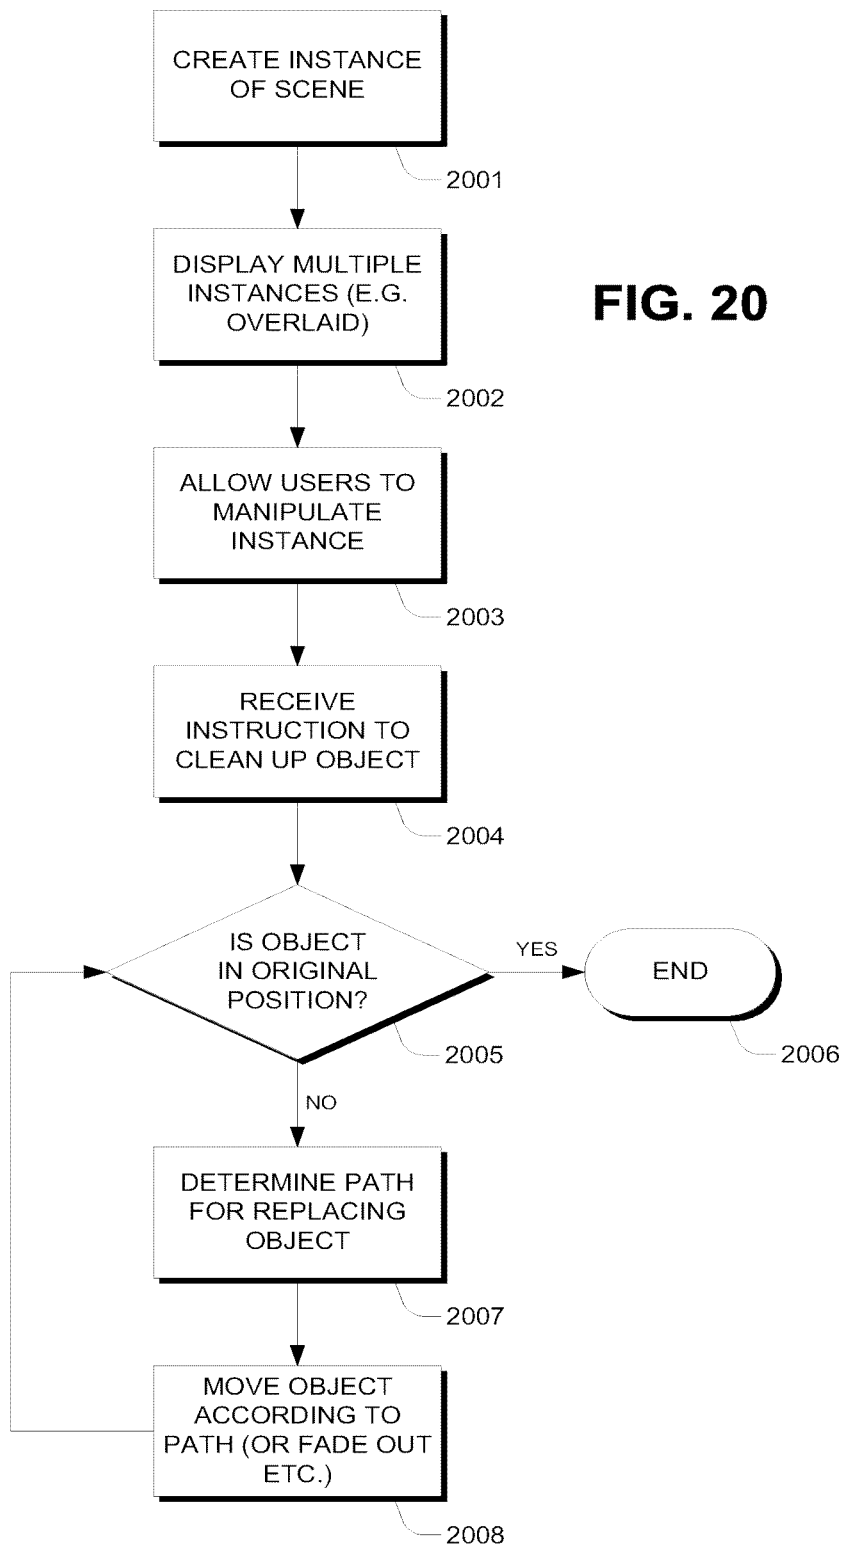 CREATE INSTANCE
OF SCENE
2001
DISPLAY MULTIPLE
INSTANCES (E.G.
OVERLAID)
FIG. 20
2002
ALLOW USERS TO
MANIPULATE
INSTANCE
2003
RECEIVE
INSTRUCTION TO
CLEAN UP OBJECT
2004
IS OBJECT
IN ORIGINAL
POSITION?
YES
END
2005
2006
NO
DETERMINE PATH
FOR REPLACING
OBJECT
2007
MOVE OBJECT
ACCORDING TO
PATH (OR FADE OUT
ETC.)
2008